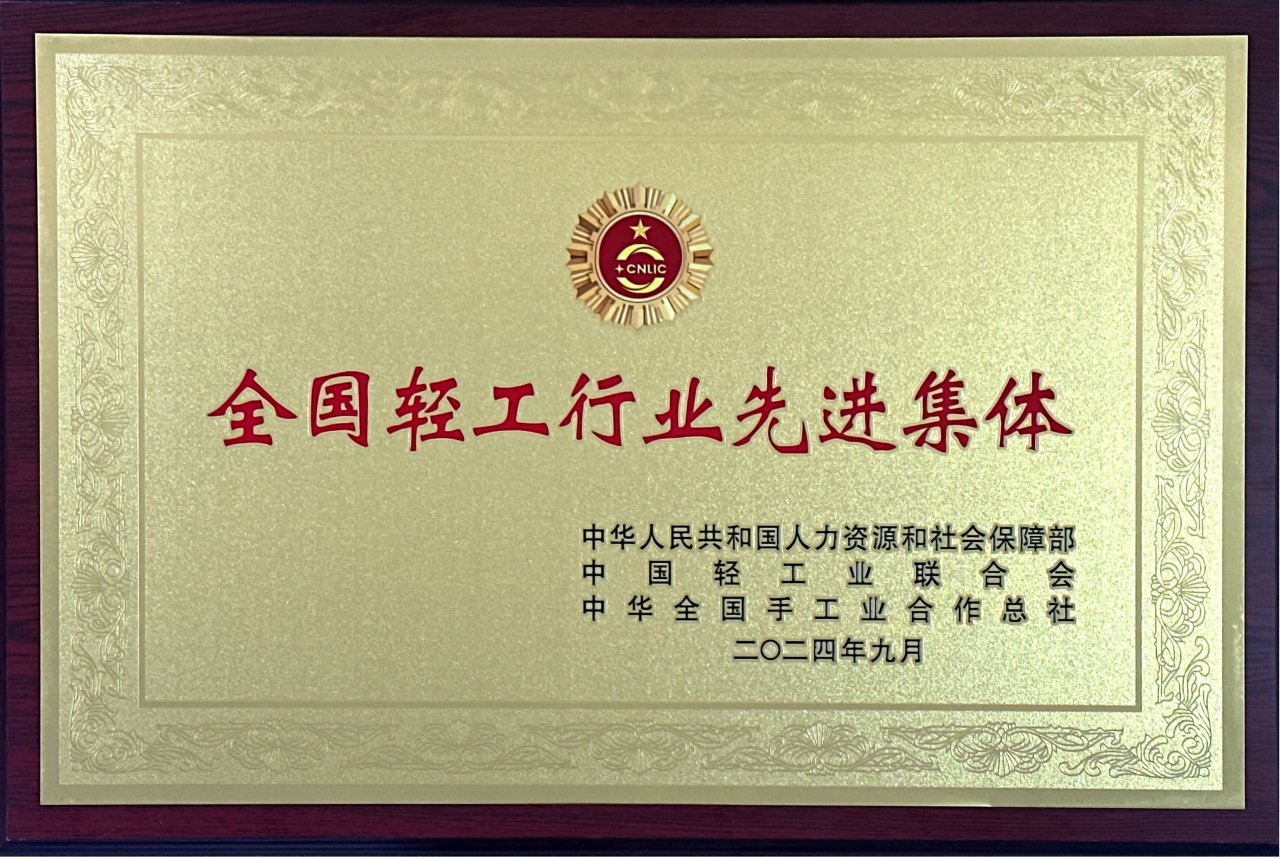 CNLIC
全国轻工行业先进集体
中华人民共和国人力资源和社会保障部
中国轻工业联合会
中华全国手工业合作总社
二〇二四年九月